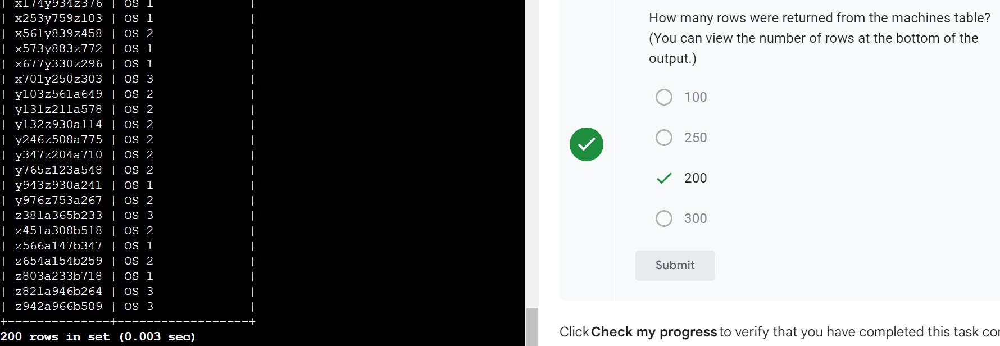 | x174y934z376 | OS 1 |
| x253y759z103 | OS 1 |
| x561y839z458 | OS 2 |
| x573y883z772 | OS 1 |
| x677y330z296 | OS 1 |
| x701y250z303 | OS 3 |
| y103z561a649 | OS 2 |
| y131z211a578 | OS 2 |
| y132z930a114 | OS 2 |
| y246z508a775 | OS 2 |
| y347z204a710 | OS 2 |
| y765z123a548 | OS 2 |
| y943z930a241 | OS 1 |
| y976z753a267 | OS 2 |
| z381a365b233 | OS 3 |
| z451a308b518 | OS 2 |
| z566a147b347 | OS 1 |
| z654a154b259 | OS 2 |
| z803a233b718 | OS 1 |
| z821a946b264 | OS 3 |
| z942a966b589 | OS 3 |
+--------------+------------------+
200 rows in set (0.003 sec)
How many rows were returned from the machines table?
(You can view the number of rows at the bottom of the
output.)
100
250
200
300
Submit
Click Check my progress to verify that you have completed this task